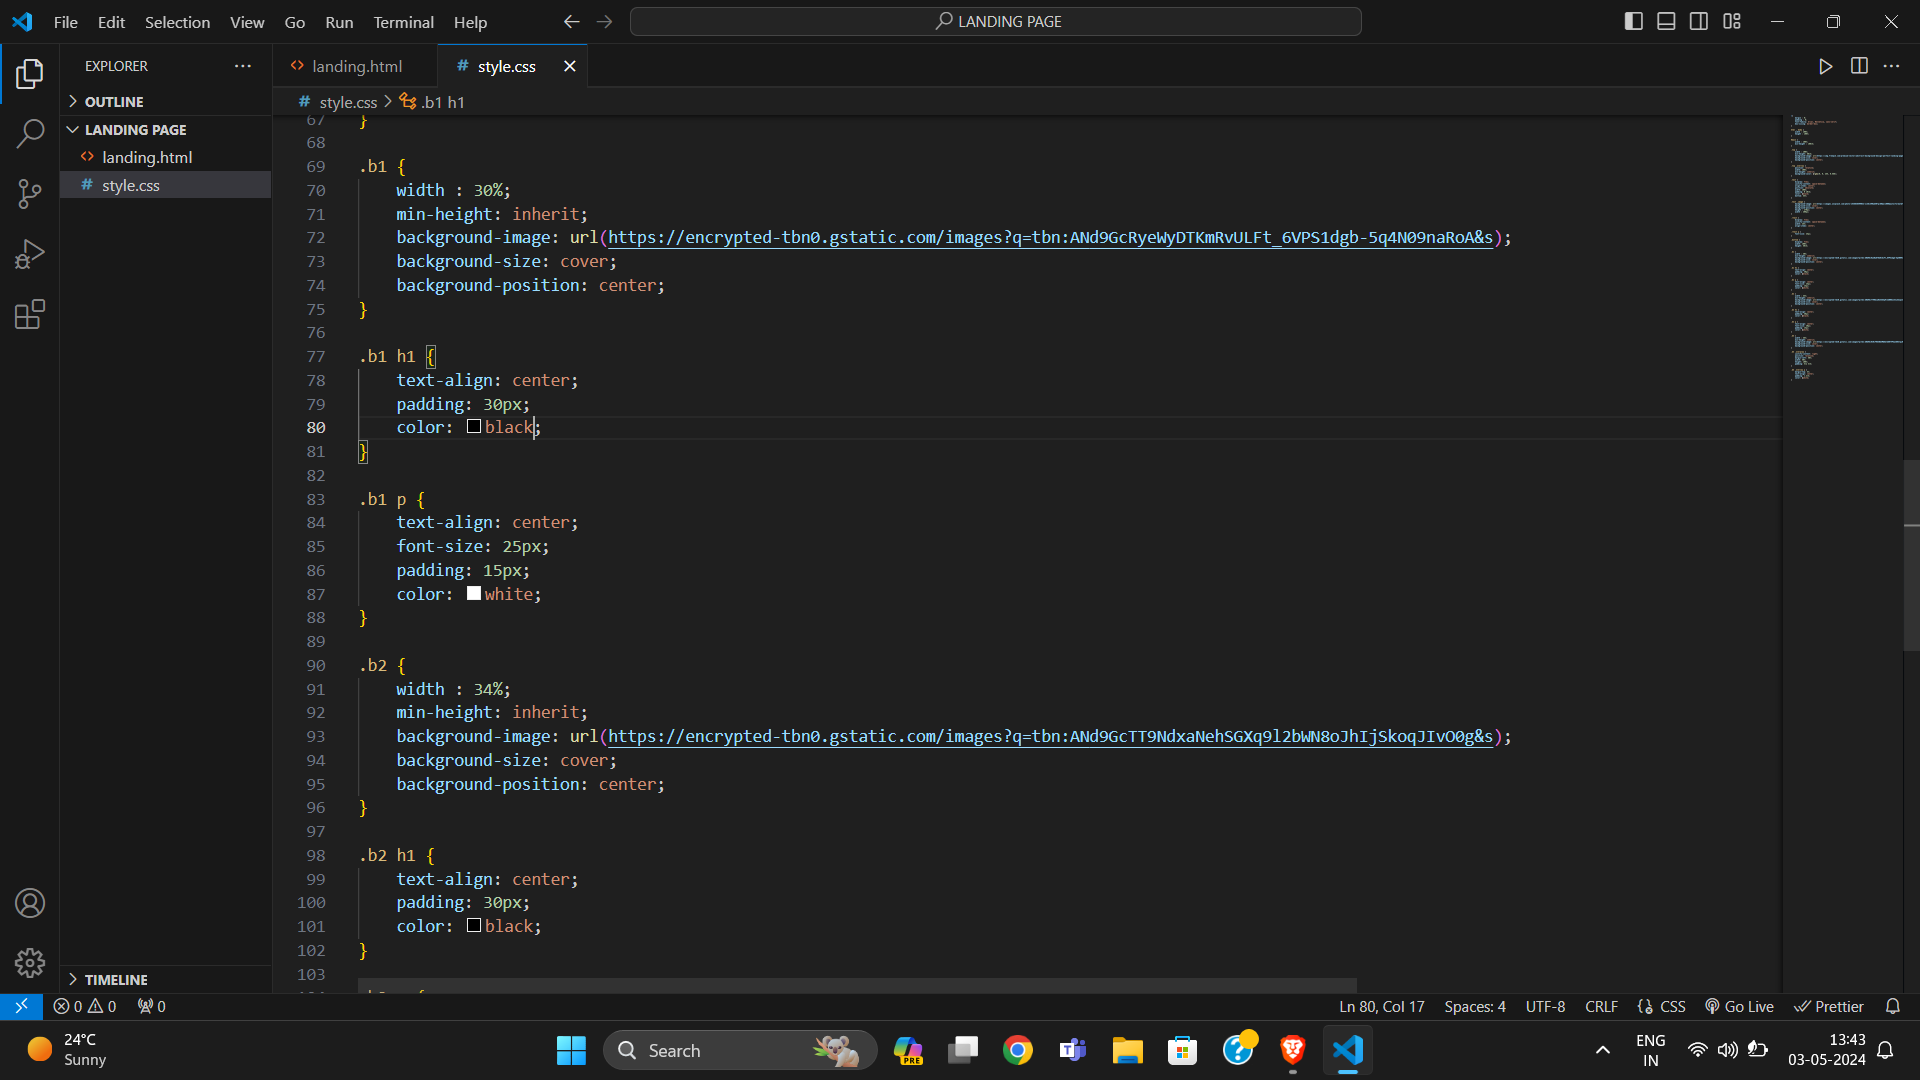 File Edit Selection View Go Run Terminal Help
LANDING PAGE
EXPLORER
OUTLINE
LANDING PAGE
landing.html
style.css
landing.html
# style.css
# style.css > .b1 h1
67 }
68
69 .b1 {
70 width : 30%;
71 min-height: inherit;
72 background-image: url(https://encrypted-tbn0.gstatic.com/images?q=tbn:ANd9GcRyeWyDTKmRvULFt_6VPS1dgb-5q4N09naRoA&s);
73 background-size: cover;
74 background-position: center;
75 }
76
77 .b1 h1 {
78 text-align: center;
79 padding: 30px;
80 color: black;
81 }
82
83 .b1 p {
84 text-align: center;
85 font-size: 25px;
86 padding: 15px;
87 color: white;
88 }
89
90 .b2 {
91 width : 34%;
92 min-height: inherit;
93 background-image: url(https://encrypted-tbn0.gstatic.com/images?q=tbn:ANd9GcTT9NdxaNehSGXq9l2bWN8oJhIjSkoqJIvO0g&s);
94 background-size: cover;
95 background-position: center;
96 }
97
98 .b2 h1 {
99 text-align: center;
100 padding: 30px;
101 color: black;
102 }
103
TIMELINE
0 0 0
Ln 80, Col 17 Spaces: 4 UTF-8 CRLF {} CSS Go Live Prettier
24°C
Sunny
Search
PRE
ENG
IN
13:43
03-05-2024